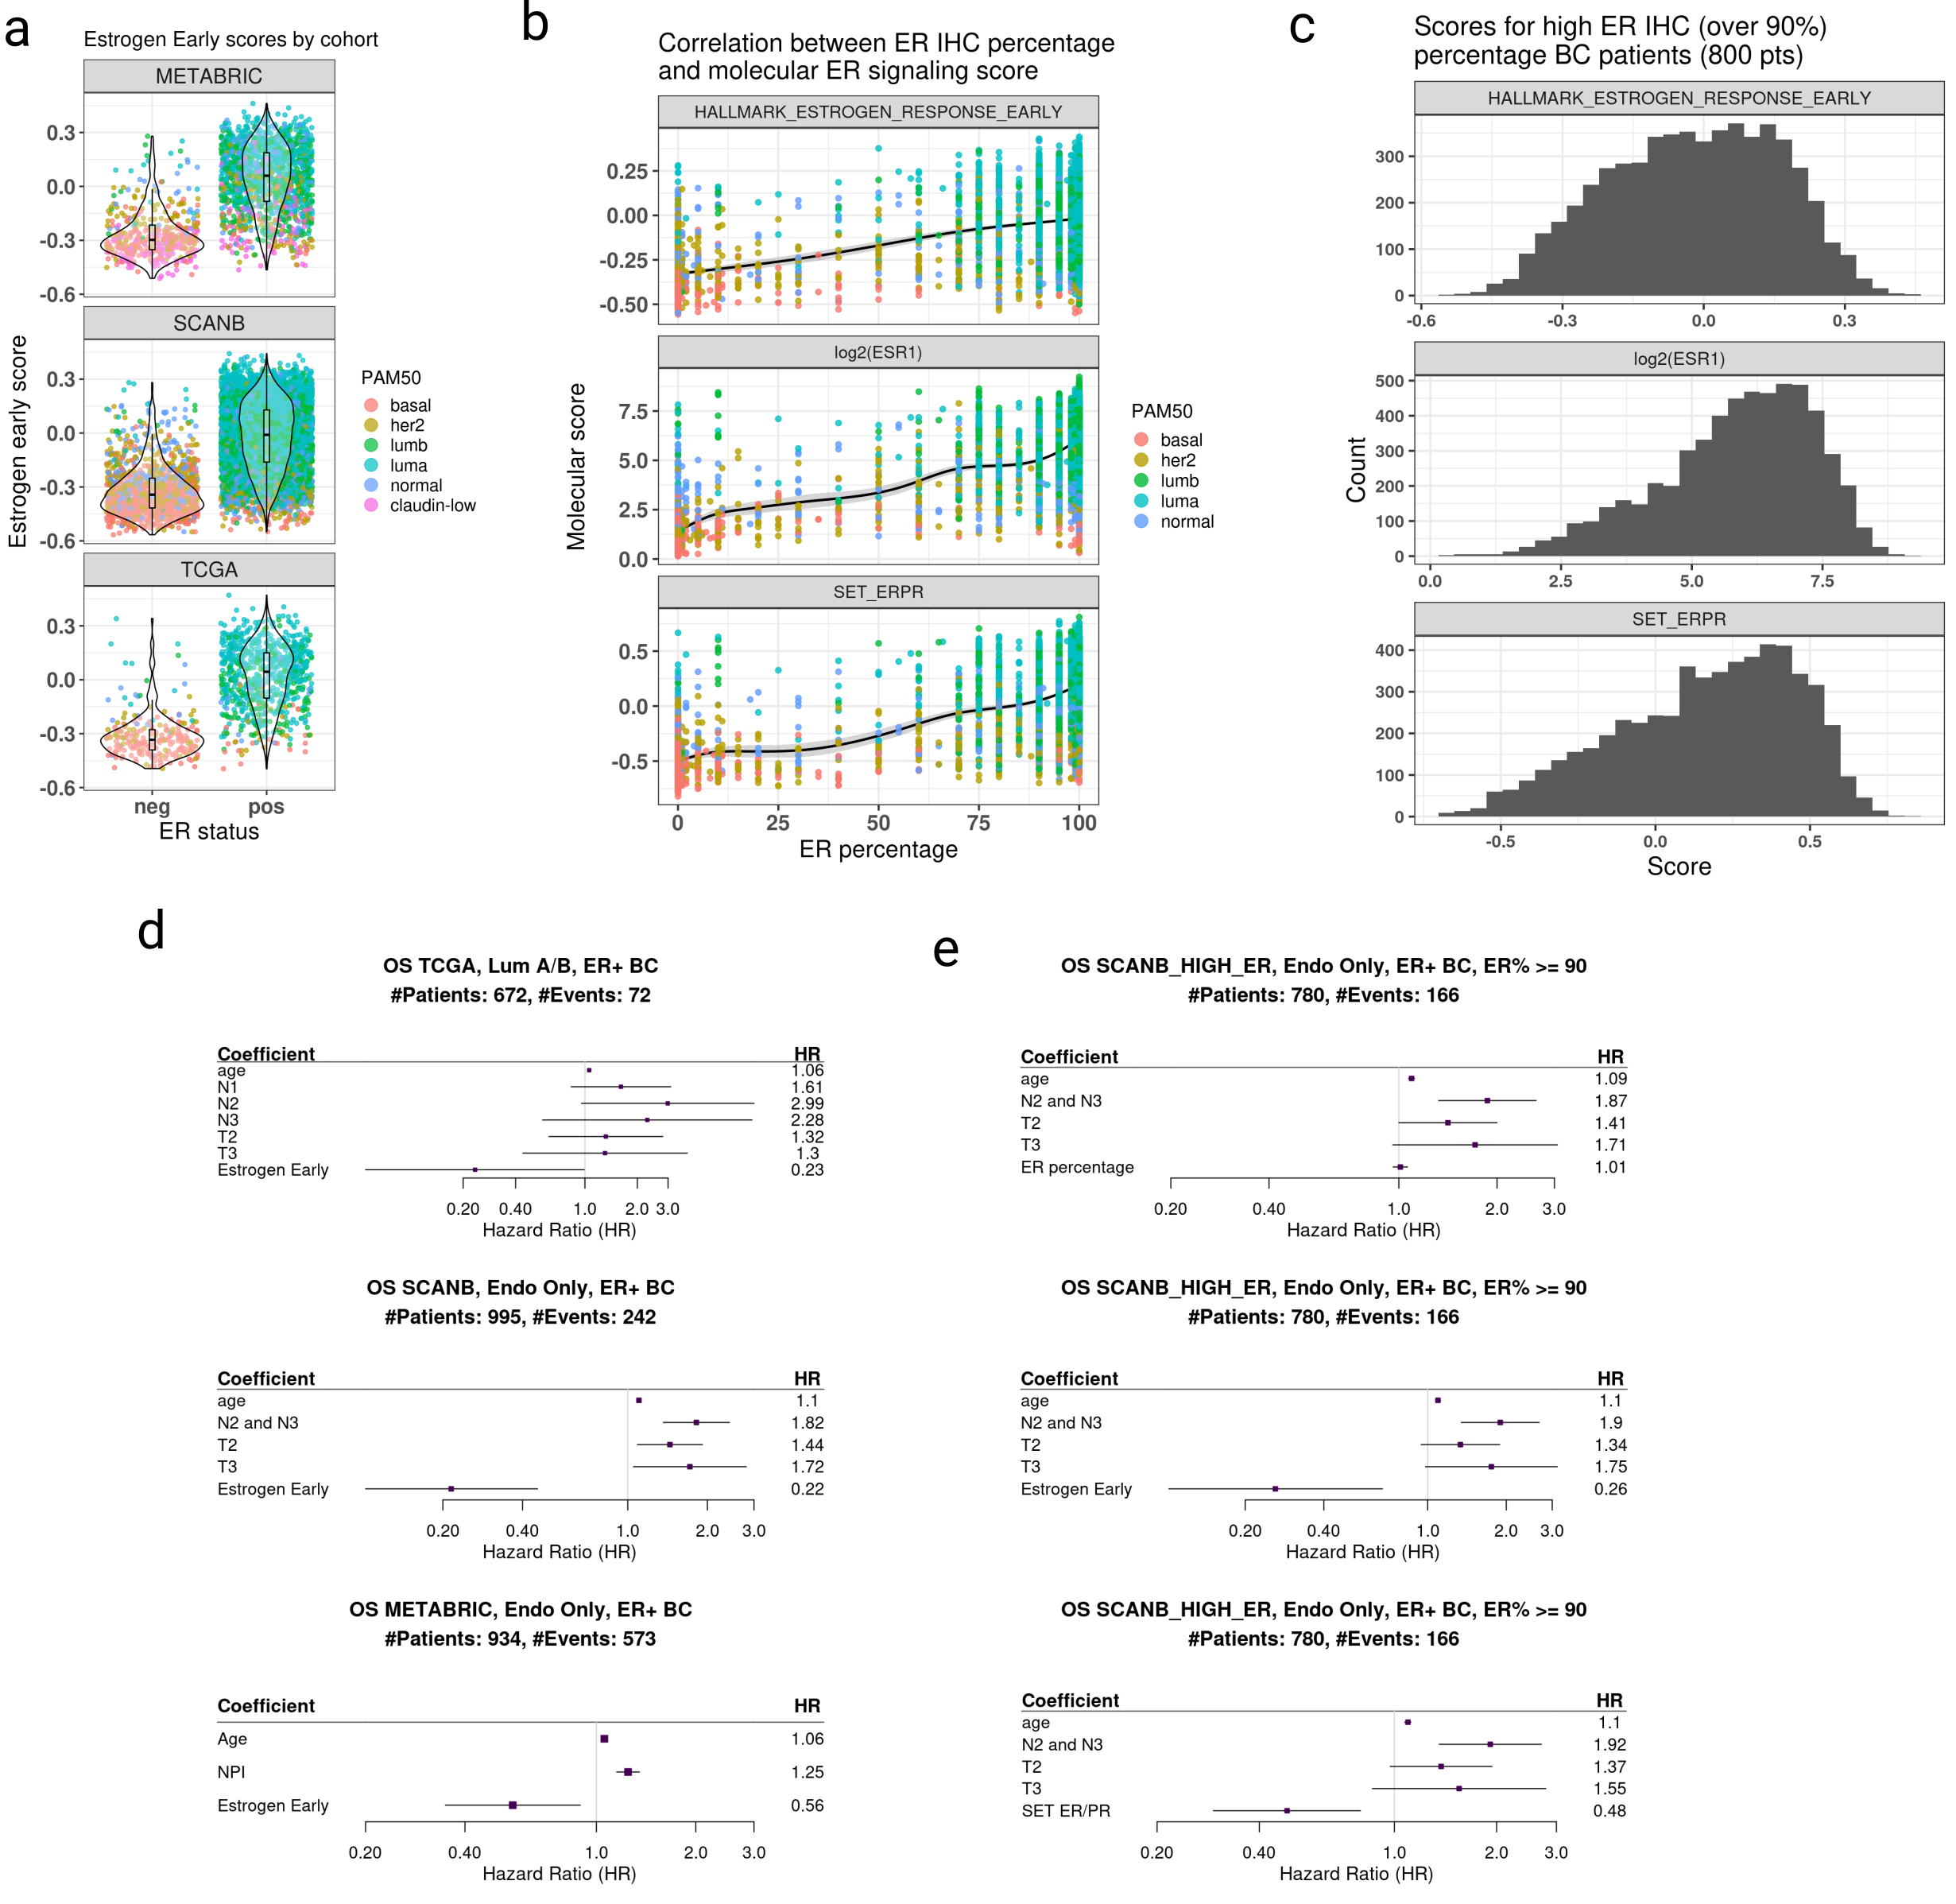 a
Estrogen Early scores by cohort
METABRIC
0.3
0.0
-0.3
-0.6
SCANB
0.3
0.0
-0.3
-0.6
TCGA
0.3
0.0
-0.3
-0.6
neg pos
ER status
Estrogen early score
PAM50
basal
her2
lumb
luma
normal
claudin-low
b
Correlation between ER IHC percentage
and molecular ER signaling score
HALLMARK_ESTROGEN_RESPONSE_EARLY
0.25
0.00
-0.25
-0.50
log2(ESR1)
7.5
5.0
2.5
0.0
SET_ERPR
0.5
0.0
-0.5
0 25 50 75 100
ER percentage
Molecular score
PAM50
basal
her2
lumb
luma
normal
c
Scores for high ER IHC (over 90%)
percentage BC patients (800 pts)
HALLMARK_ESTROGEN_RESPONSE_EARLY
300
200
100
0
-0.6 -0.3 0.0 0.3
log2(ESR1)
500
400
300
200
100
0
0.0 2.5 5.0 7.5
SET_ERPR
400
300
200
100
0
-0.5 0.0 0.5
Score
Count
d
OS TCGA, Lum A/B, ER+ BC
#Patients: 672, #Events: 72
Coefficient HR
age 1.06
N1 1.61
N2 2.99
N3 2.28
T2 1.32
T3 1.3
Estrogen Early 0.23
0.20 0.40 1.0 2.0 3.0
Hazard Ratio (HR)
OS SCANB, Endo Only, ER+ BC
#Patients: 995, #Events: 242
Coefficient HR
age 1.1
N2 and N3 1.82
T2 1.44
T3 1.72
Estrogen Early 0.22
0.20 0.40 1.0 2.0 3.0
Hazard Ratio (HR)
OS METABRIC, Endo Only, ER+ BC
#Patients: 934, #Events: 573
Coefficient HR
Age 1.06
NPI 1.25
Estrogen Early 0.56
0.20 0.40 1.0 2.0 3.0
Hazard Ratio (HR)
e
OS SCANB_HIGH_ER, Endo Only, ER+ BC, ER% >= 90
#Patients: 780, #Events: 166
Coefficient HR
age 1.09
N2 and N3 1.87
T2 1.41
T3 1.71
ER percentage 1.01
0.20 0.40 1.0 2.0 3.0
Hazard Ratio (HR)
OS SCANB_HIGH_ER, Endo Only, ER+ BC, ER% >= 90
#Patients: 780, #Events: 166
Coefficient HR
age 1.1
N2 and N3 1.9
T2 1.34
T3 1.75
Estrogen Early 0.26
0.20 0.40 1.0 2.0 3.0
Hazard Ratio (HR)
OS SCANB_HIGH_ER, Endo Only, ER+ BC, ER% >= 90
#Patients: 780, #Events: 166
Coefficient HR
age 1.1
N2 and N3 1.92
T2 1.37
T3 1.55
SET ER/PR 0.48
0.20 0.40 1.0 2.0 3.0
Hazard Ratio (HR)